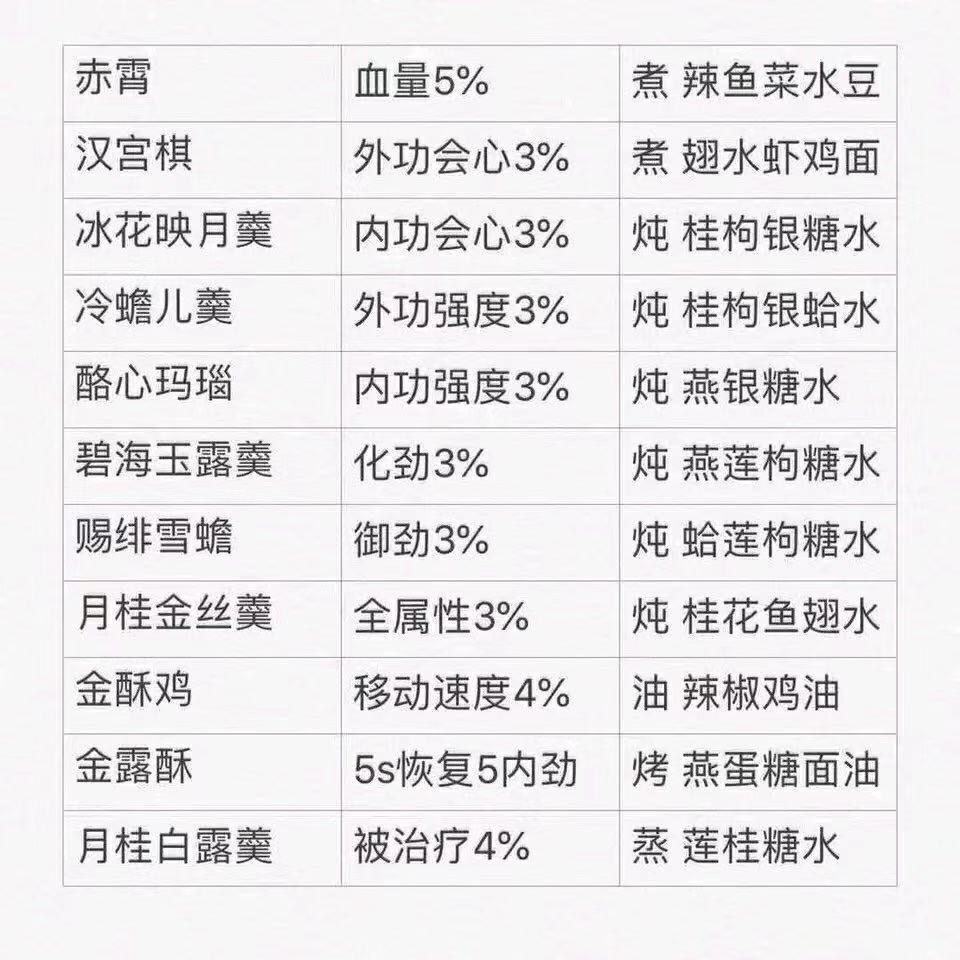 赤霄 血量5% 煮 辣鱼菜水豆
汉宫棋 外功会心3% 煮 翅水虾鸡面
冰花映月羹 内功会心3% 炖 桂枸银糖水
冷蟾儿羹 外功强度3% 炖 桂枸银蛤水
酪心玛瑙 内功强度3% 炖 燕银糖水
碧海玉露羹 化劲3% 炖 燕莲枸糖水
赐绯雪蟾 御劲3% 炖 蛤莲枸糖水
月桂金丝羹 全属性3% 炖 桂花鱼翅水
金酥鸡 移动速度4% 油 辣椒鸡油
金露酥 5s恢复5内劲 烤 燕蛋糖面油
月桂白露羹 被治疗4% 蒸 莲桂糖水